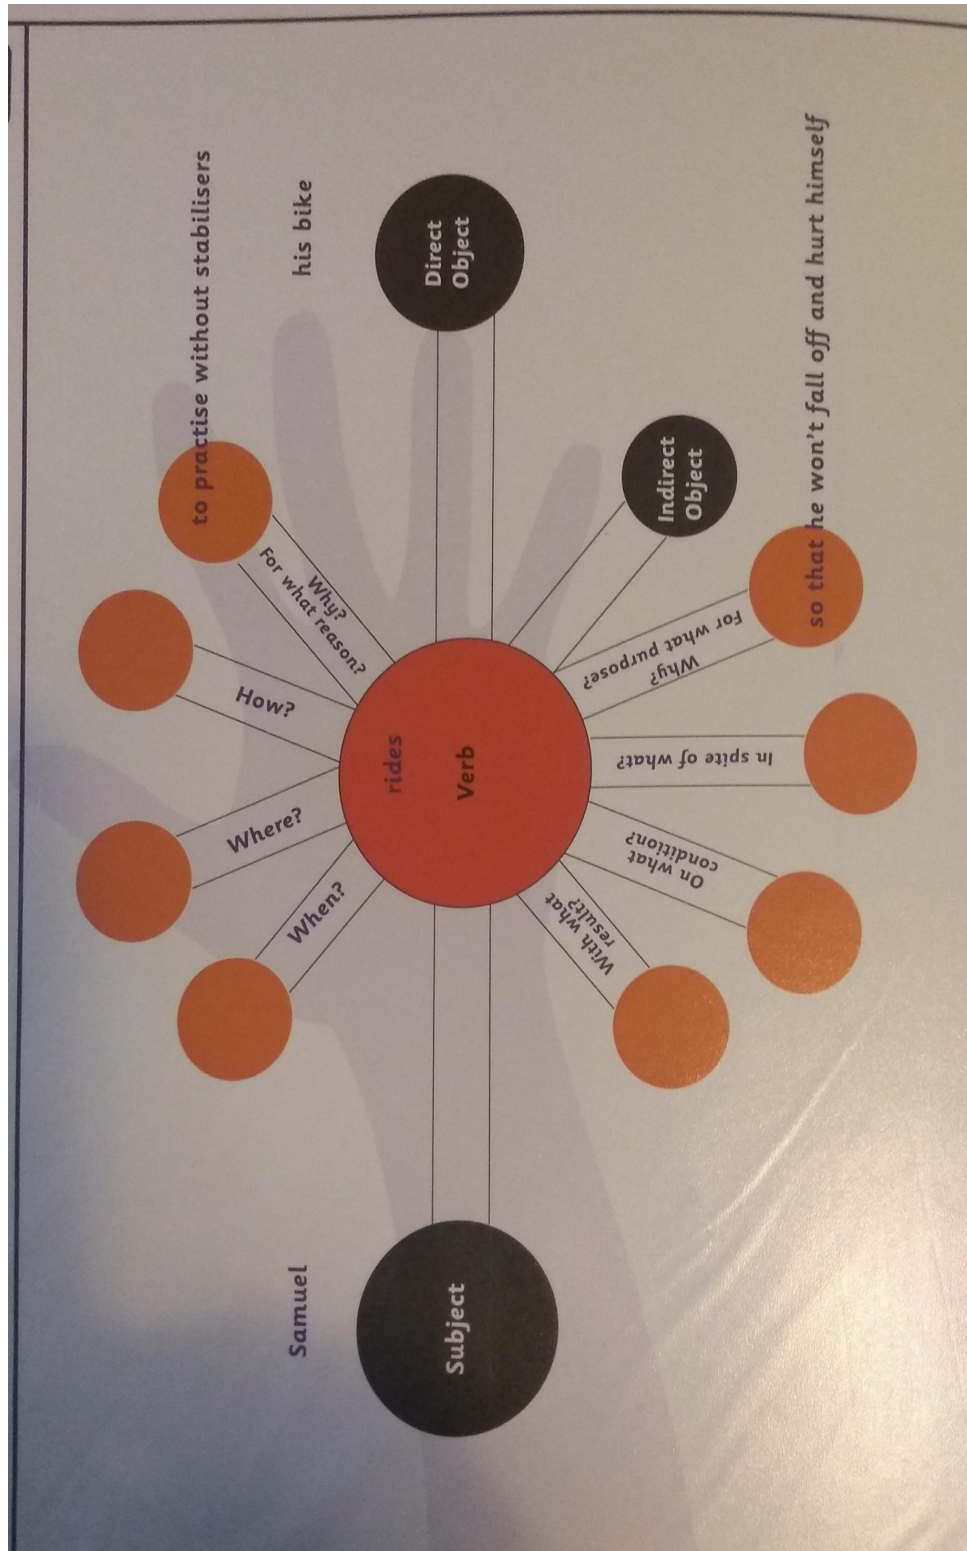 to practise without stabilisers
his bike
Why?
For what reason?
How?
Where?
When?
Samuel
Subject
rides
Verb
Direct
Object
Indirect
Object
Why?
For what purpose?
so that he won't fall off and hurt himself
In spite of what?
On what
condition?
With what
result?